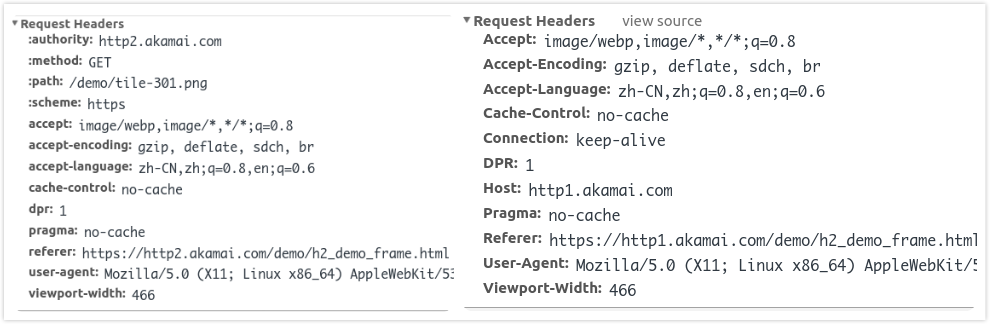 Request Headers
:authority: http2.akamai.com
:method: GET
:path: /demo/tile-301.png
:scheme: https
accept: image/webp,image/*,*/*;q=0.8
accept-encoding: gzip, deflate, sdch, br
accept-language: zh-CN,zh;q=0.8,en;q=0.6
cache-control: no-cache
dpr: 1
pragma: no-cache
referer: https://http2.akamai.com/demo/h2_demo_frame.html
user-agent: Mozilla/5.0 (X11; Linux x86_64) AppleWebKit/53
viewport-width: 466
Request Headers view source
Accept: image/webp,image/*,*/*;q=0.8
Accept-Encoding: gzip, deflate, sdch, br
Accept-Language: zh-CN,zh;q=0.8,en;q=0.6
Cache-Control: no-cache
Connection: keep-alive
DPR: 1
Host: http1.akamai.com
Pragma: no-cache
Referer: https://http1.akamai.com/demo/h2_demo_frame.html
User-Agent: Mozilla/5.0 (X11; Linux x86_64) AppleWebKit/5
Viewport-Width: 466